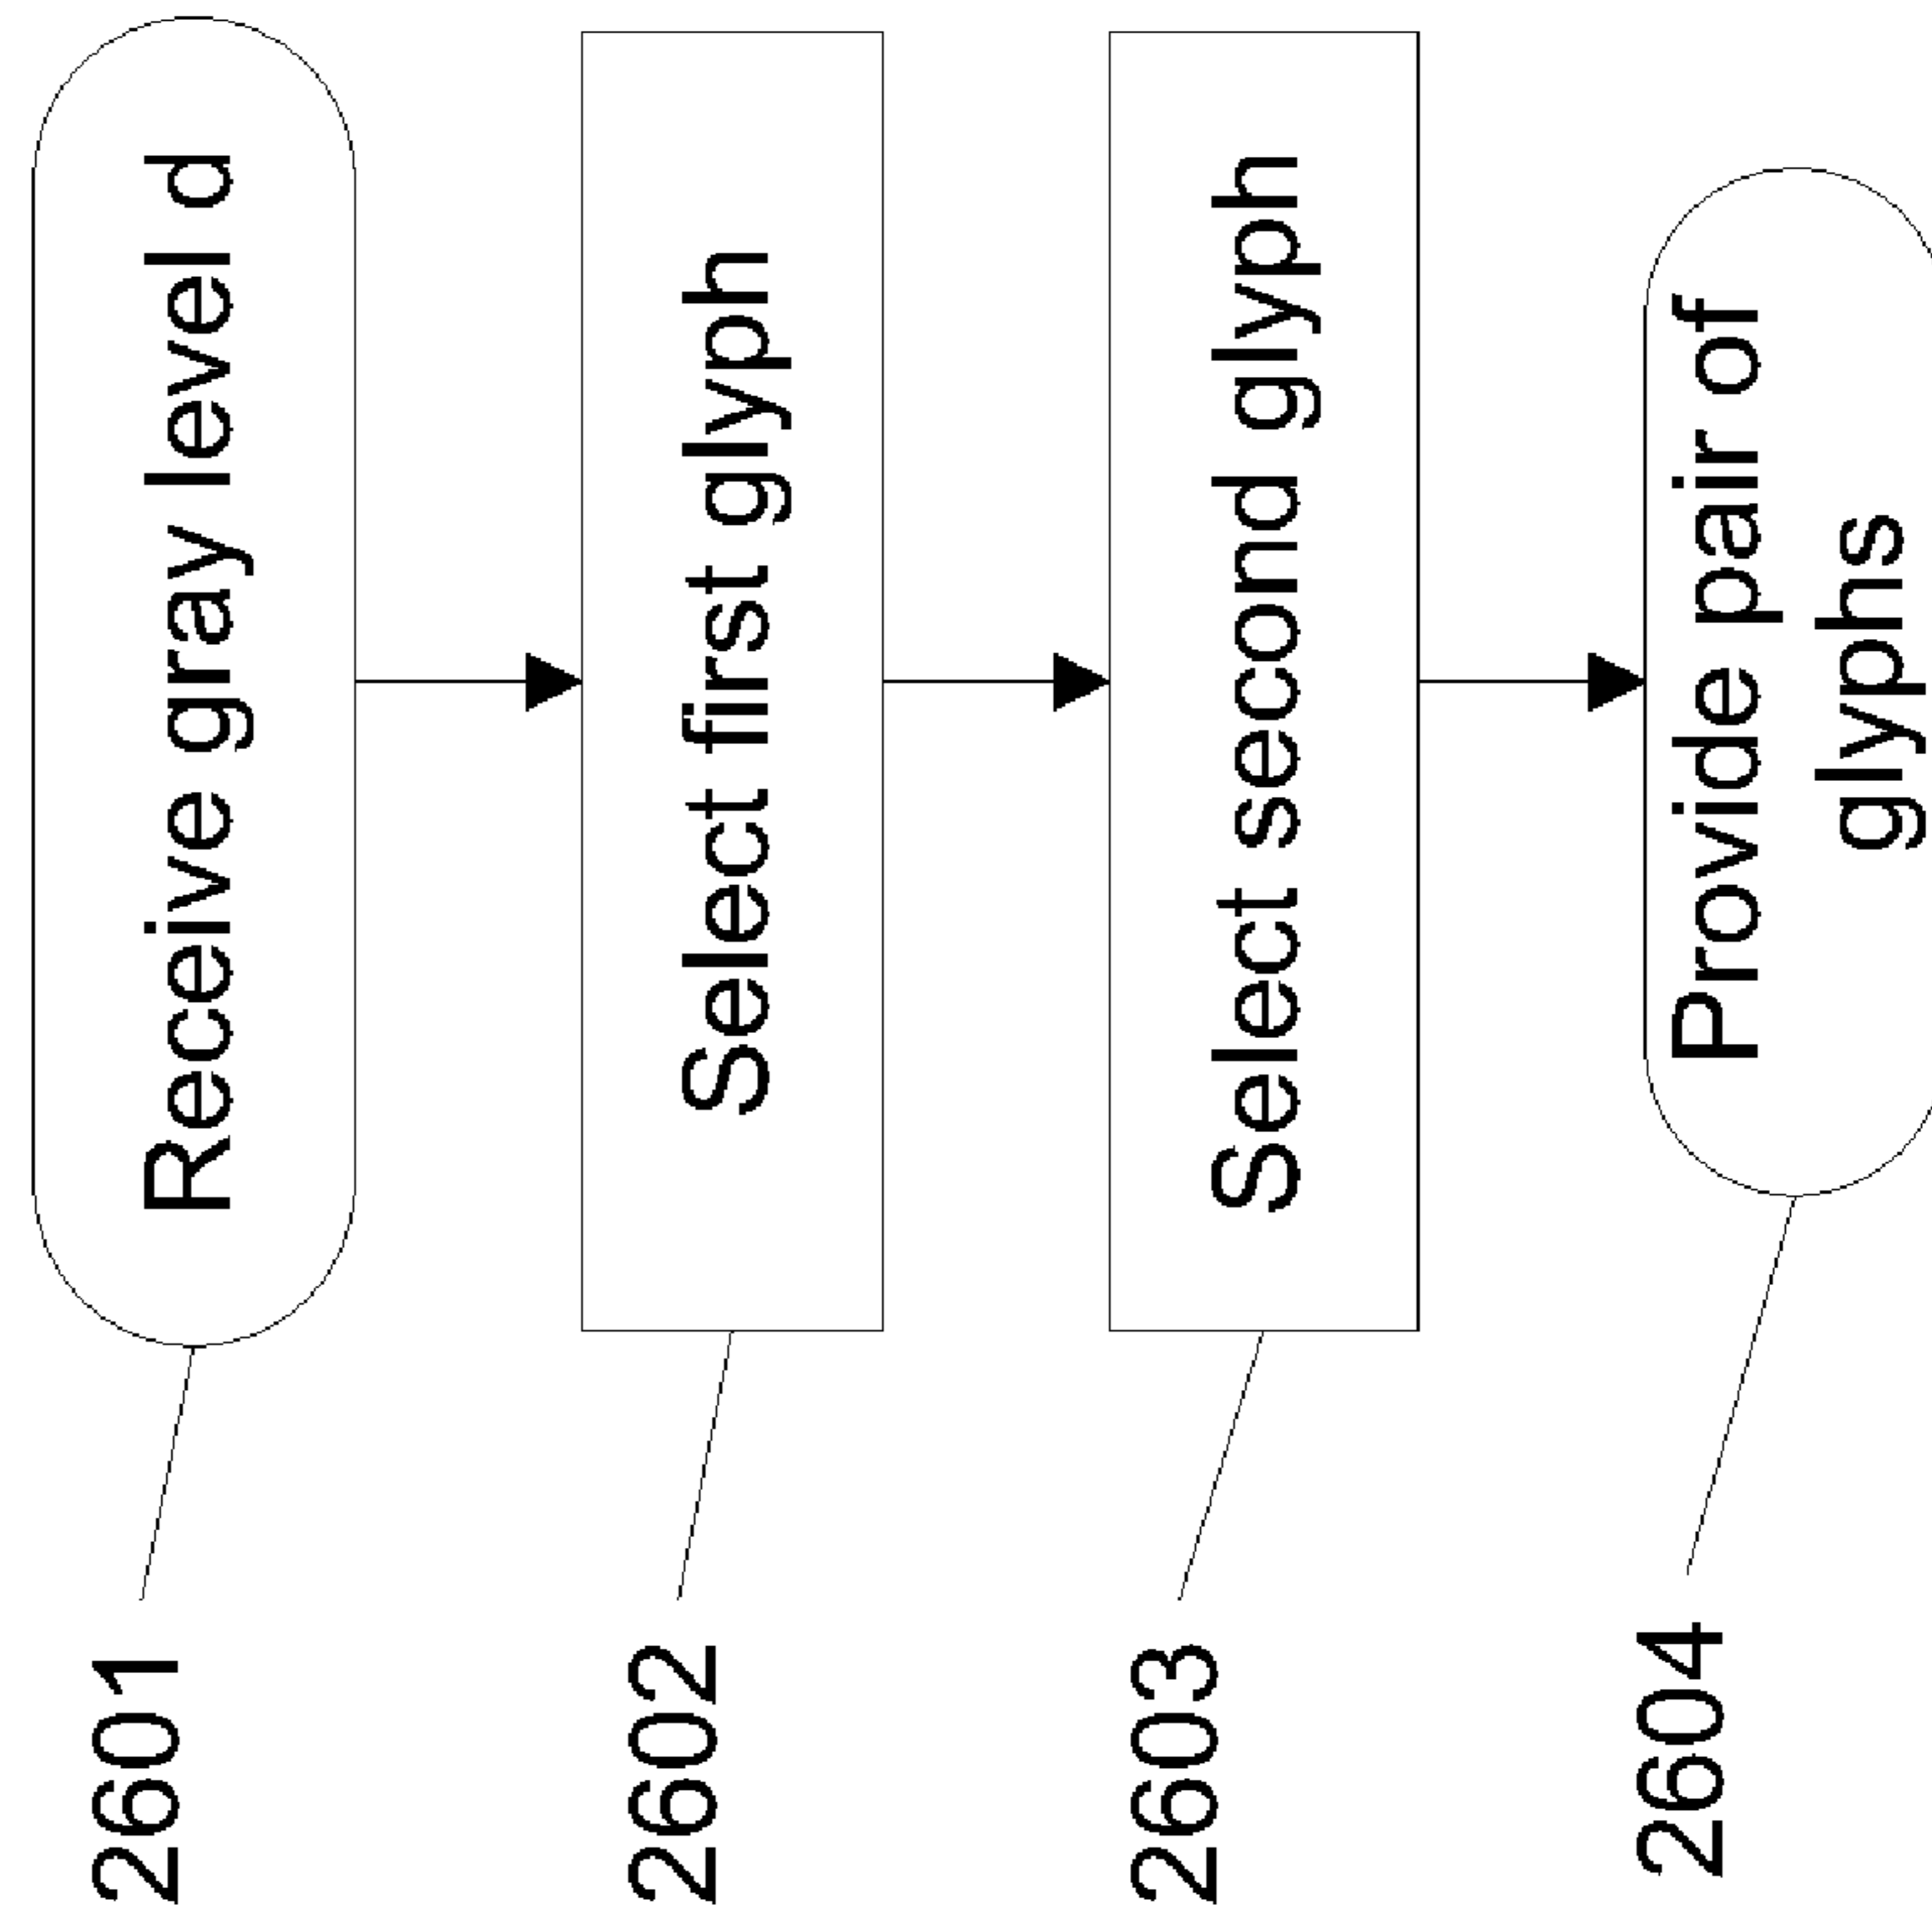 2601
Receive gray level d
2602
Select first glyph
2603
Select second glyph
2604
Provide pair of
glyphs